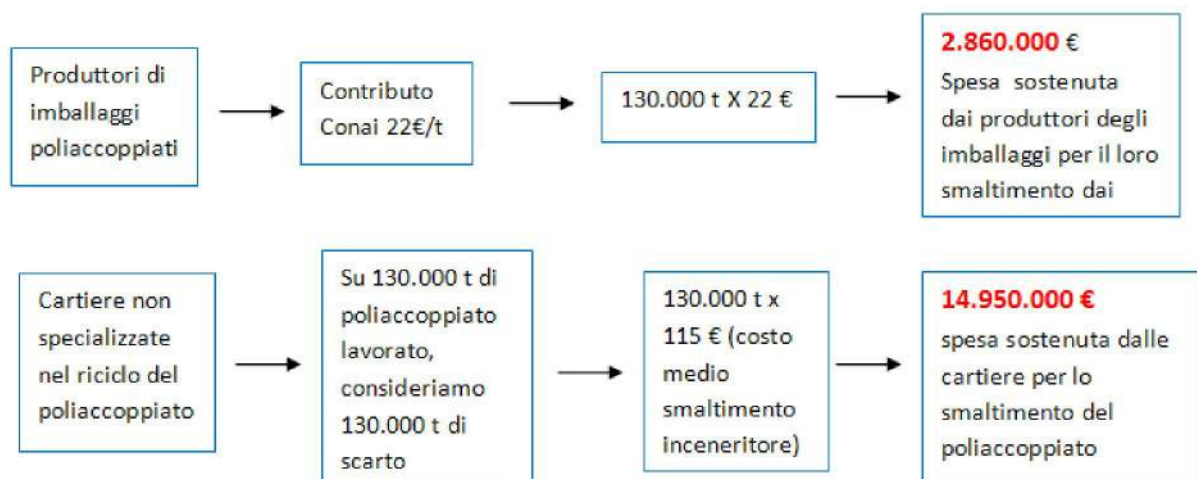 Produttori di
imballaggi
poliaccoppiati
Contributo
Conai 22€/t
130.000 t X 22 €
2.860.000 €
Spesa sostenuta
dai produttori degli
imballaggi per il loro
smaltimento dai
Cartiere non
specializzate
nel riciclo del
poliaccoppiato
Su 130.000 t di
poliaccoppiato
lavorato,
consideriamo
130.000 t di
scarto
130.000 t x
115 € (costo
medio
smaltimento
inceneritore)
14.950.000 €
spesa sostenuta dalle
cartiere per lo
smaltimento del
poliaccoppiato